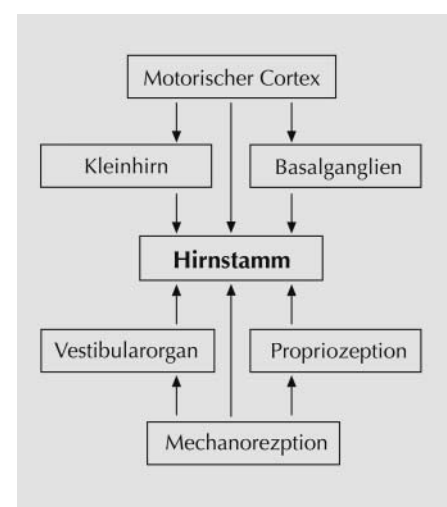 Motorischer Cortex
Kleinhirn
Basalganglien
Hirnstamm
Vestibularorgan
Propriozeption
Mechanorezption